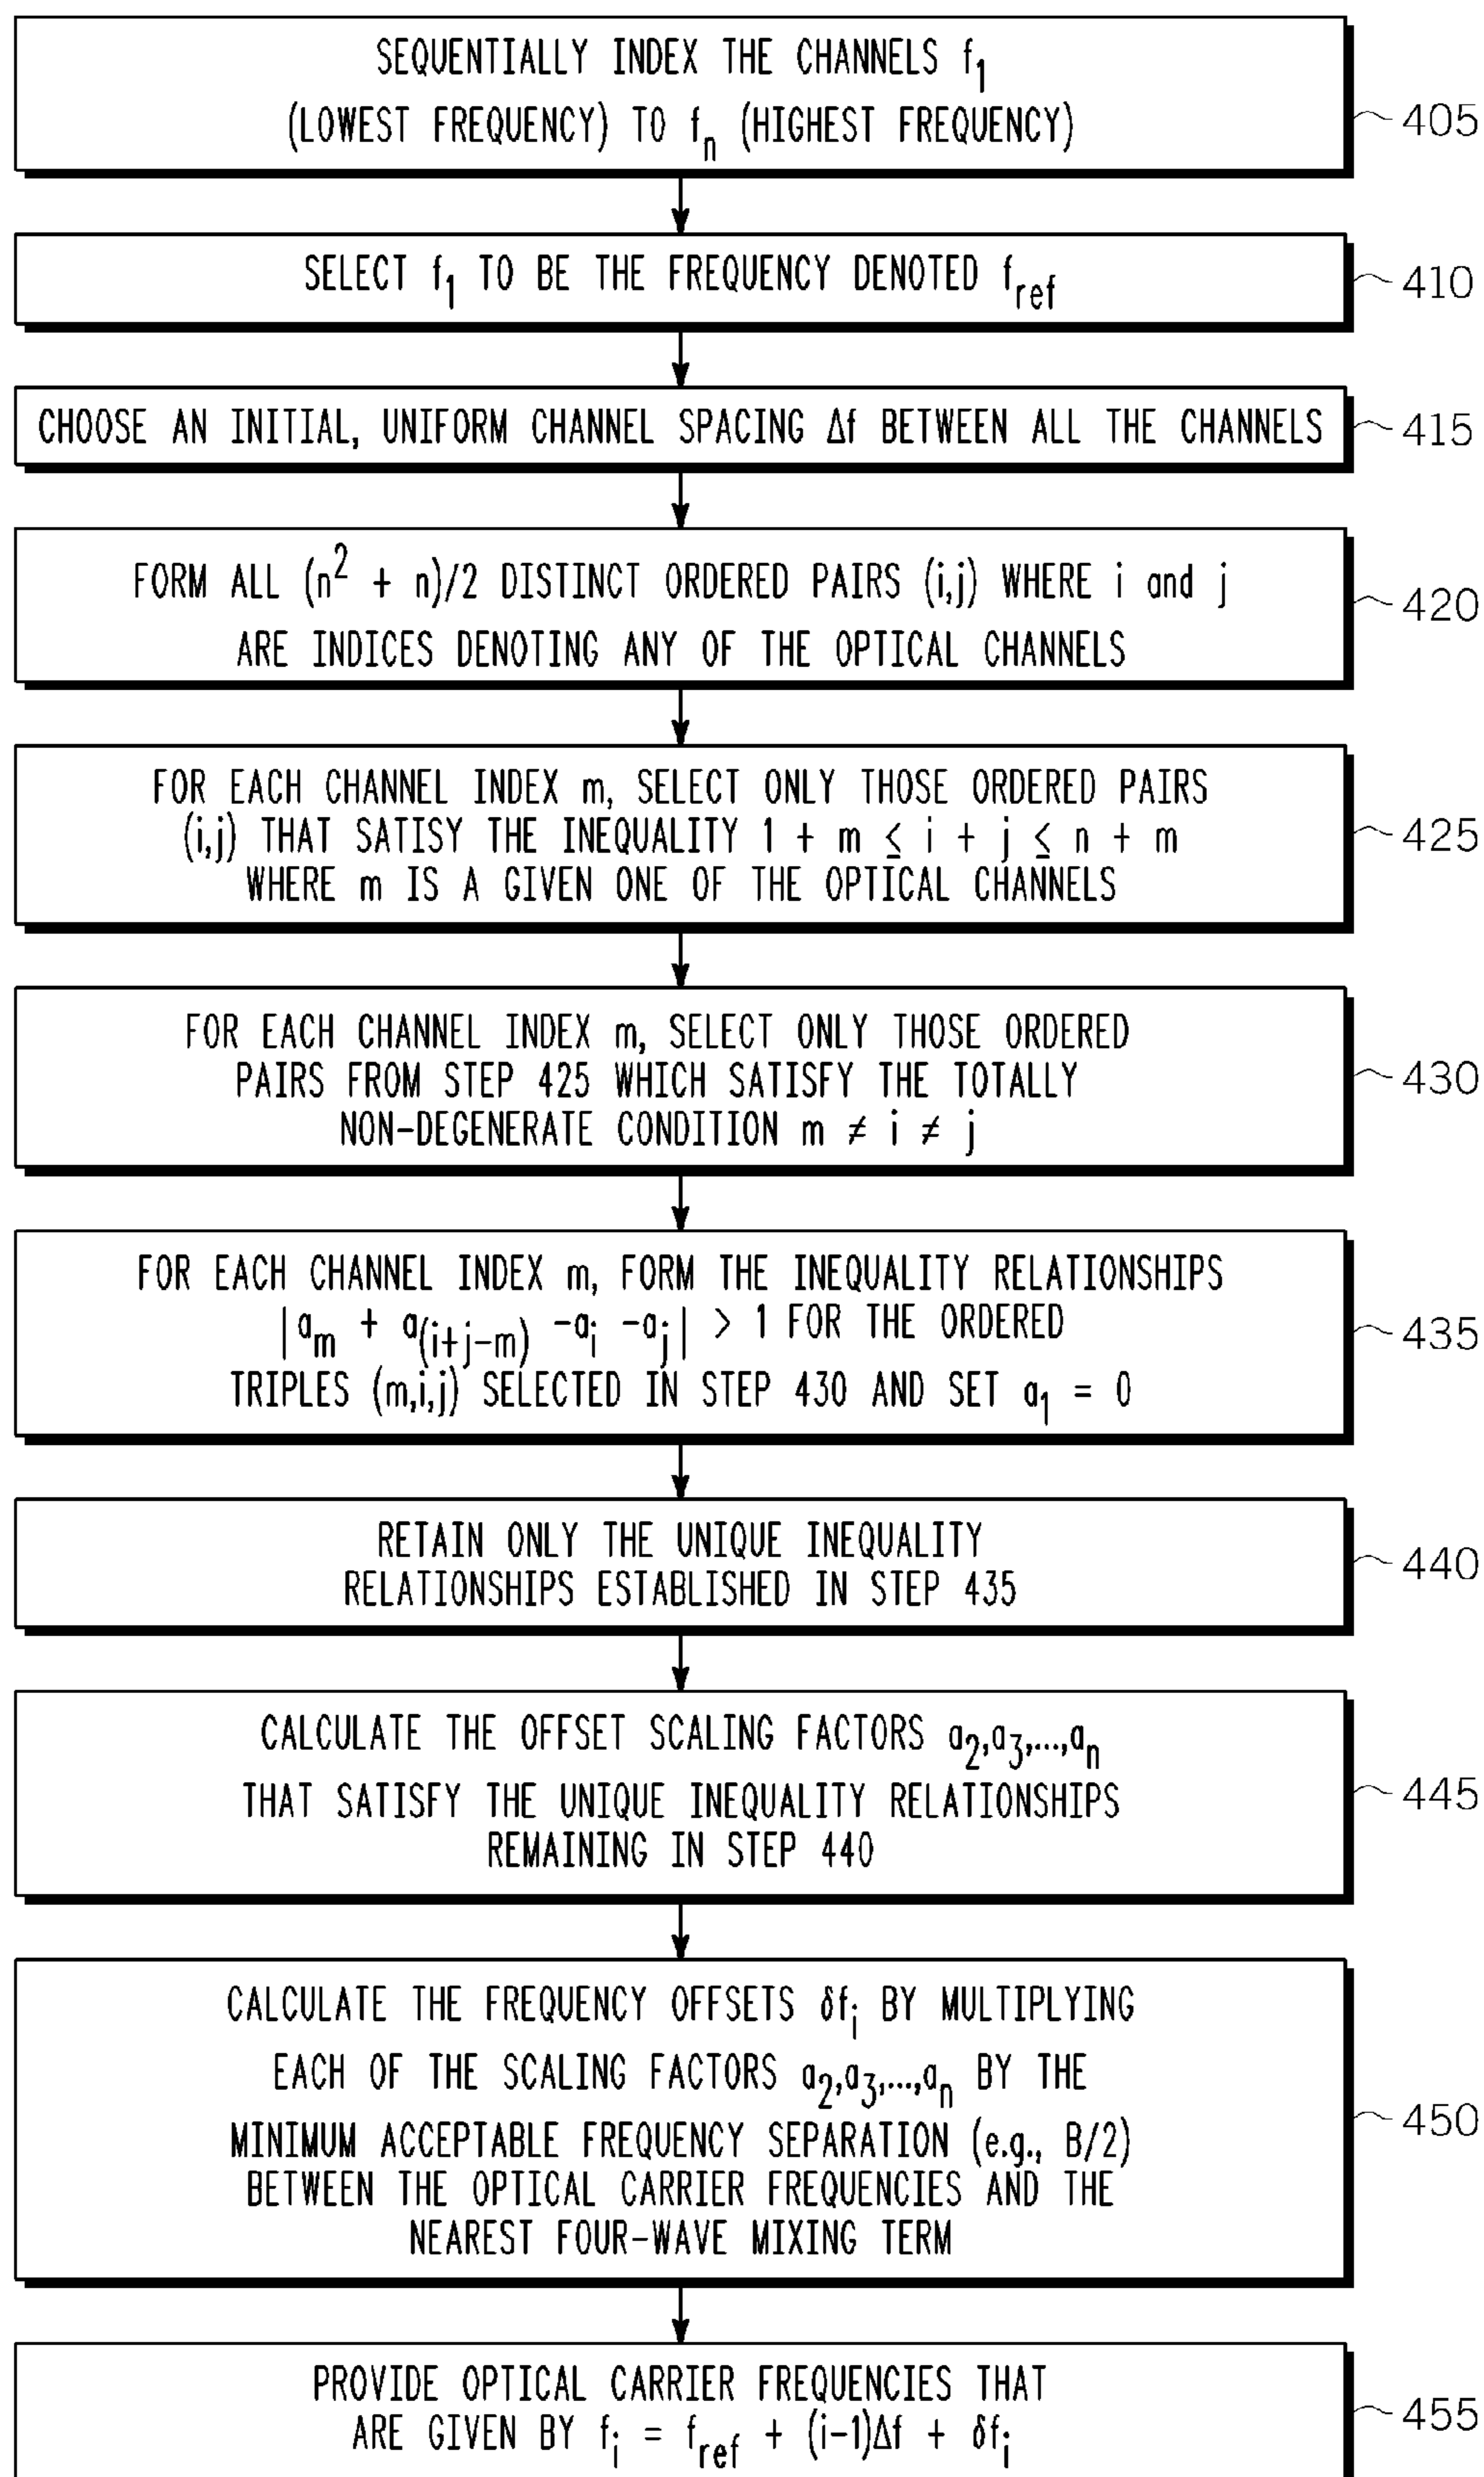 SEQUENTIALLY INDEX THE CHANNELS f₁
(LOWEST FREQUENCY) TO fₙ (HIGHEST FREQUENCY)
405
SELECT f₁ TO BE THE FREQUENCY DENOTED f_ref
410
CHOOSE AN INITIAL, UNIFORM CHANNEL SPACING Δf BETWEEN ALL THE CHANNELS
415
FORM ALL (n² + n)/2 DISTINCT ORDERED PAIRS (i,j) WHERE i and j
ARE INDICES DENOTING ANY OF THE OPTICAL CHANNELS
420
FOR EACH CHANNEL INDEX m, SELECT ONLY THOSE ORDERED PAIRS
(i,j) THAT SATISY THE INEQUALITY 1 + m ≤ i + j ≤ n + m
WHERE m IS A GIVEN ONE OF THE OPTICAL CHANNELS
425
FOR EACH CHANNEL INDEX m, SELECT ONLY THOSE ORDERED
PAIRS FROM STEP 425 WHICH SATISFY THE TOTALLY
NON-DEGENERATE CONDITION m ≠ i ≠ j
430
FOR EACH CHANNEL INDEX m, FORM THE INEQUALITY RELATIONSHIPS
|a_m + a_(i+j-m) -a_i -a_j| > 1 FOR THE ORDERED
TRIPLES (m,i,j) SELECTED IN STEP 430 AND SET a₁ = 0
435
RETAIN ONLY THE UNIQUE INEQUALITY
RELATIONSHIPS ESTABLISHED IN STEP 435
440
CALCULATE THE OFFSET SCALING FACTORS a₂,a₃,...,aₙ
THAT SATISFY THE UNIQUE INEQUALITY RELATIONSHIPS
REMAINING IN STEP 440
445
CALCULATE THE FREQUENCY OFFSETS δf_i BY MULTIPLYING
EACH OF THE SCALING FACTORS a₂,a₃,...,aₙ BY THE
MINIMUM ACCEPTABLE FREQUENCY SEPARATION (e.g., B/2)
BETWEEN THE OPTICAL CARRIER FREQUENCIES AND THE
NEAREST FOUR-WAVE MIXING TERM
450
PROVIDE OPTICAL CARRIER FREQUENCIES THAT
ARE GIVEN BY f_i = f_ref + (i-1)Δf + δf_i
455